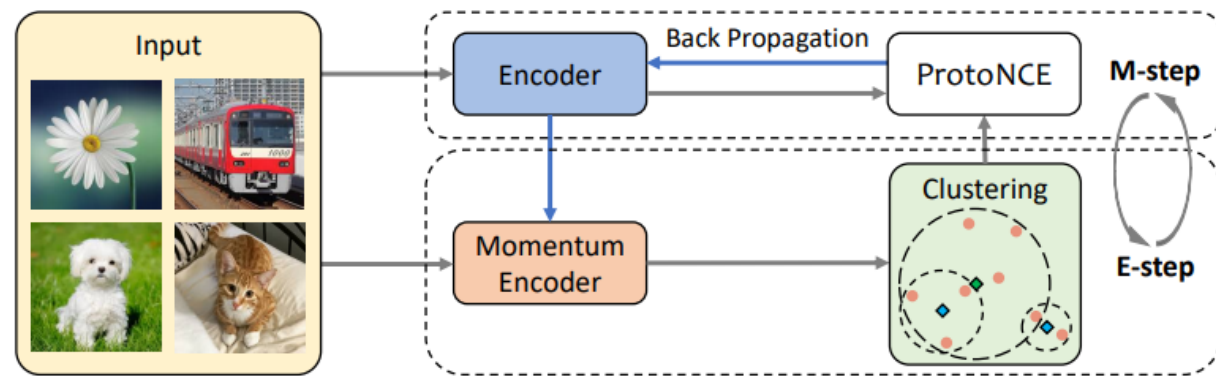 Input
Back Propagation
Encoder
ProtoNCE
M-step
Clustering
Momentum
Encoder
E-step